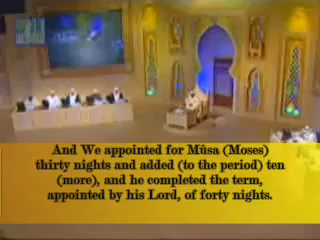 And We appointed for Mûsa (Moses)
thirty nights and added (to the period) ten
(more), and he completed the term,
appointed by his Lord, of forty nights.